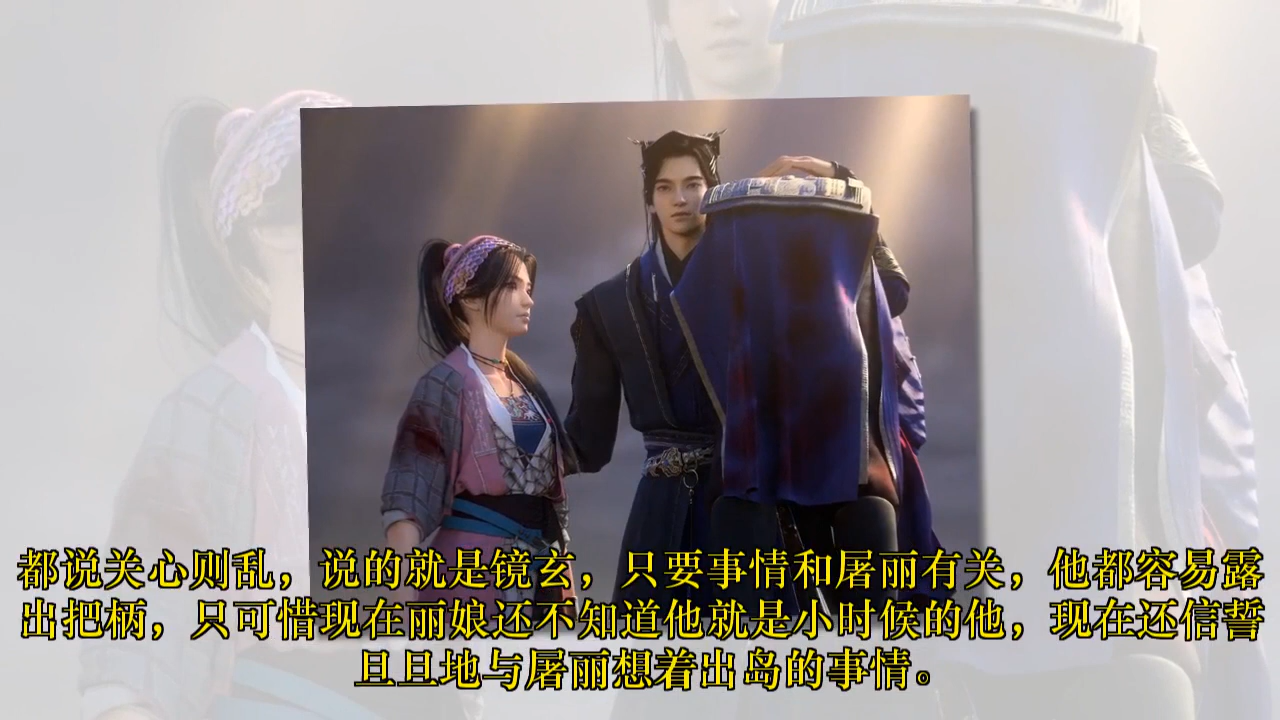 都说关心则乱，说的就是镜玄，只要事情和屠丽有关，他都容易露
出把柄，只可惜现在丽娘还不知道他就是小时候的他，现在还信誓
旦旦地与屠丽想着出岛的事情。